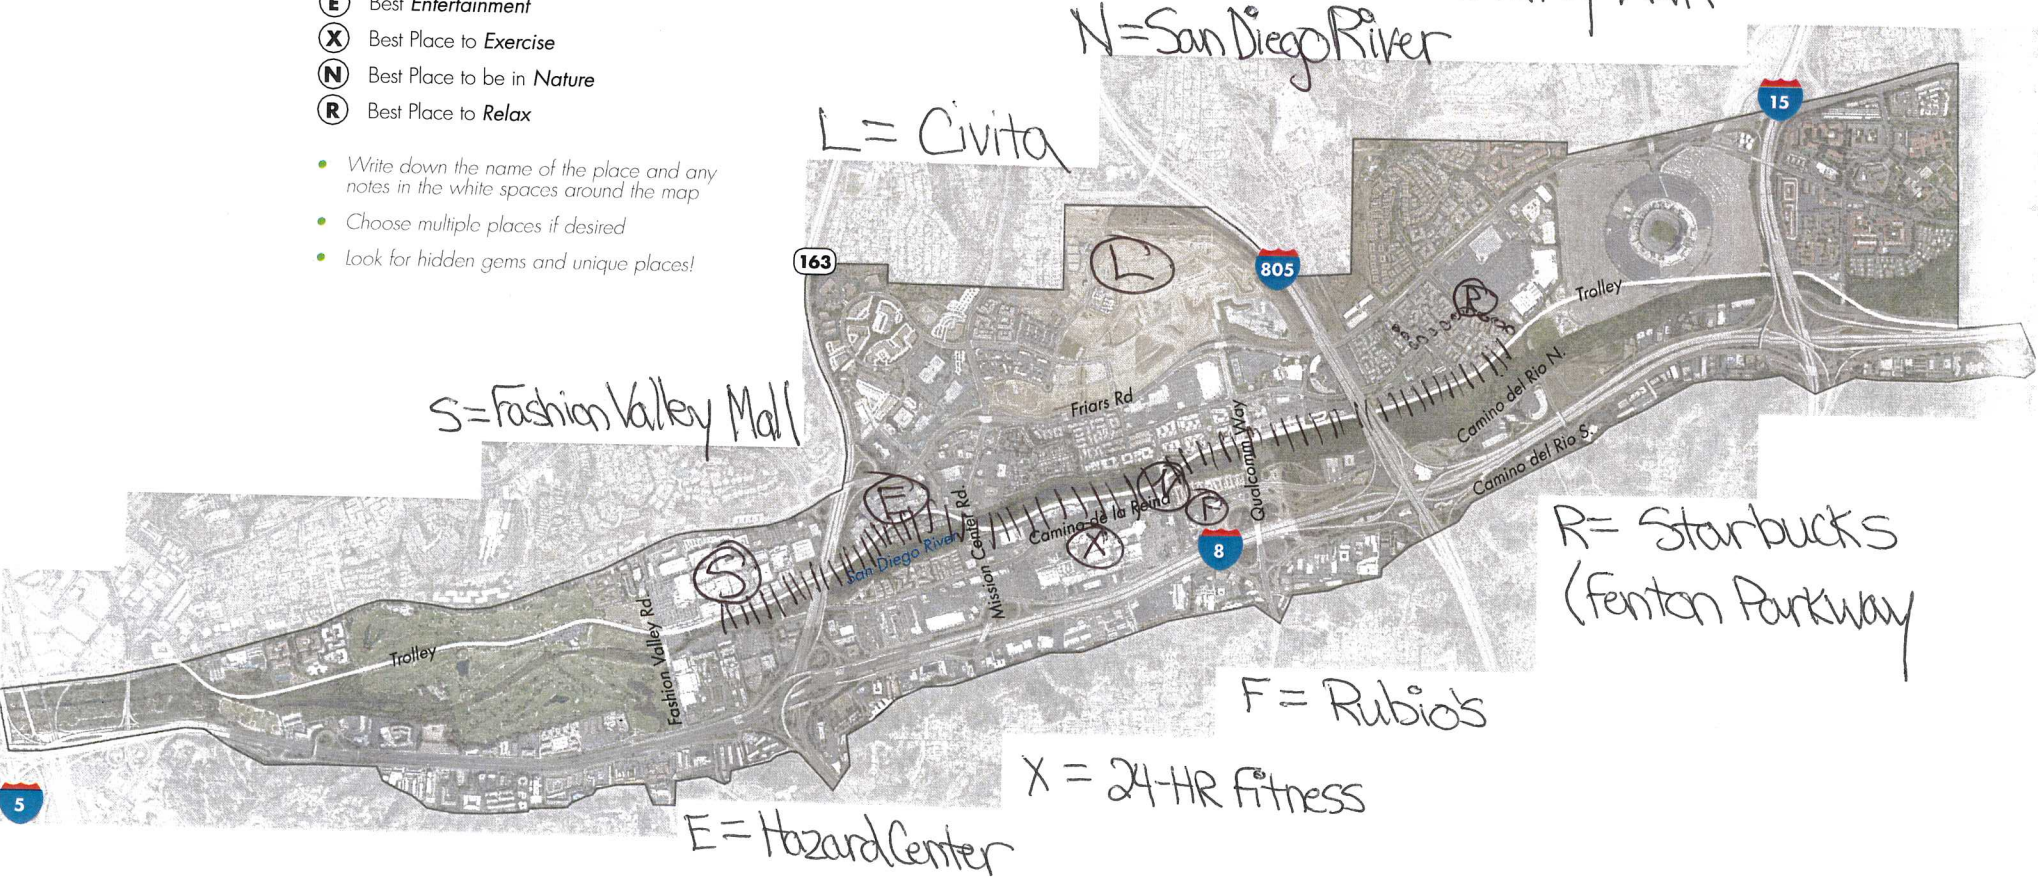 E Best Entertainment
X Best Place to Exercise
N Best Place to be in Nature
R Best Place to Relax
• Write down the name of the place and any
notes in the white spaces around the map
• Choose multiple places if desired
• Look for hidden gems and unique places!
N=San Diego River
L= Civita
15
163
L
805
R
Trolley
S=Fashion Valley Mall
Friars Rd
Camino del Rio N.
Qualcomm Way
Camino del Rio S.
E
Mission Center Rd.
Camino de la Reina
F
X
San Diego River
8
S
R= Starbucks
(Fenton Parkway
Fashion Valley Rd.
Trolley
F= Rubio's
X = 24-HR Fitness
5
E=Hazard Center